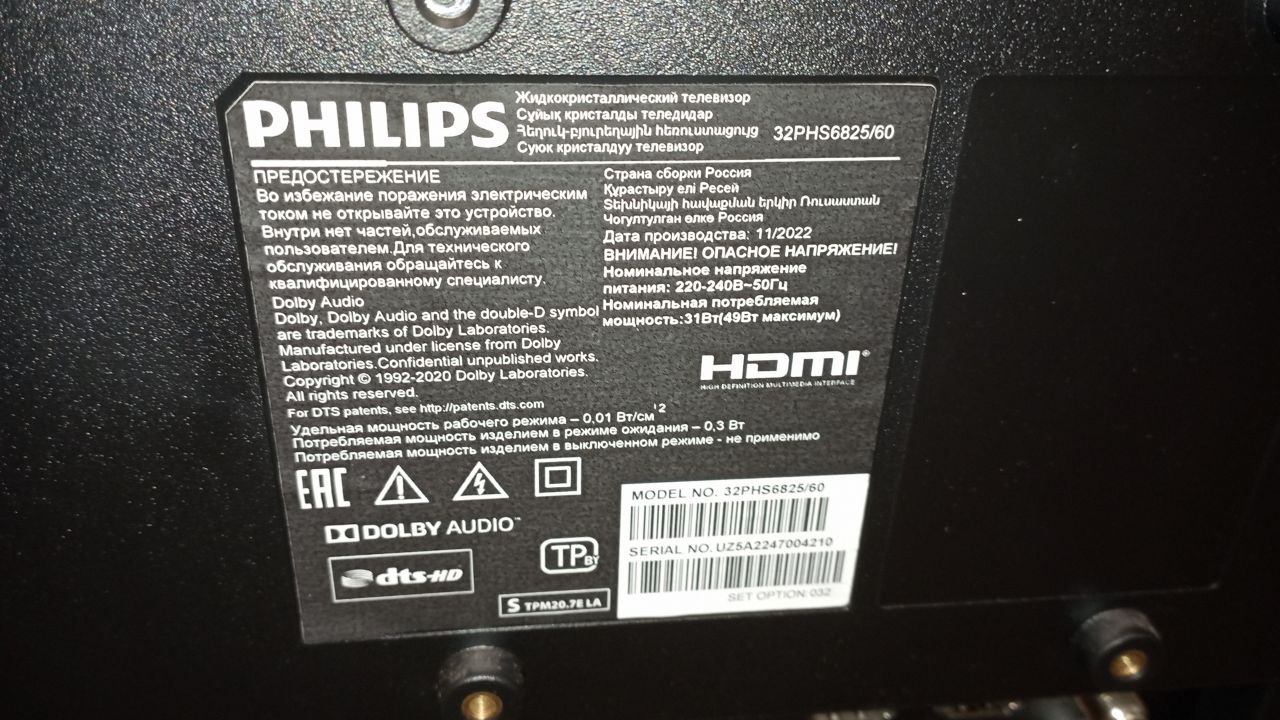 PHILIPS
Жидкокристаллический телевизор
Сұйық кристалды теледидар
Հեղուկ-բյուրեղային հեռուստացույց
Суюк кристалдуу телевизор
32PHS6825/60
ПРЕДОСТЕРЕЖЕНИЕ
Во избежание поражения электрическим
током не открывайте это устройство.
Внутри нет частей,обслуживаемых
пользователем.Для технического
обслуживания обращайтесь к
квалифицированному специалисту.
Dolby Audio
Dolby, Dolby Audio and the double-D symbol
are trademarks of Dolby Laboratories.
Manufactured under license from Dolby
Laboratories.Confidential unpublished works.
Copyright © 1992-2020 Dolby Laboratories.
All rights reserved.
For DTS patents, see http://patents.dts.com
Страна сборки Россия
Құрастыру елі Ресей
Տեխնիկայի հավաքման երկիր Ռուսաստան
Чогултулган өлкө Россия
Дата производства: 11/2022
ВНИМАНИЕ! ОПАСНОЕ НАПРЯЖЕНИЕ!
Номинальное напряжение
питания: 220-240В~50Гц
Номинальная потребляемая
мощность:31Вт(49Вт максимум)
HDMI®
HIGH DEFINITION MULTIMEDIA INTERFACE
Удельная мощность рабочего режима – 0,01 Вт/см^2
Потребляемая мощность изделием в режиме ожидания – 0,3 Вт
Потребляемая мощность изделием в выключенном режиме - не применимо
EAC
DOLBY AUDIO™
dts-HD
TP BY
S TPM20.7E LA
MODEL NO. 32PHS6825/60
SERIAL NO. UZ5A2247004210
SET OPTION: 032